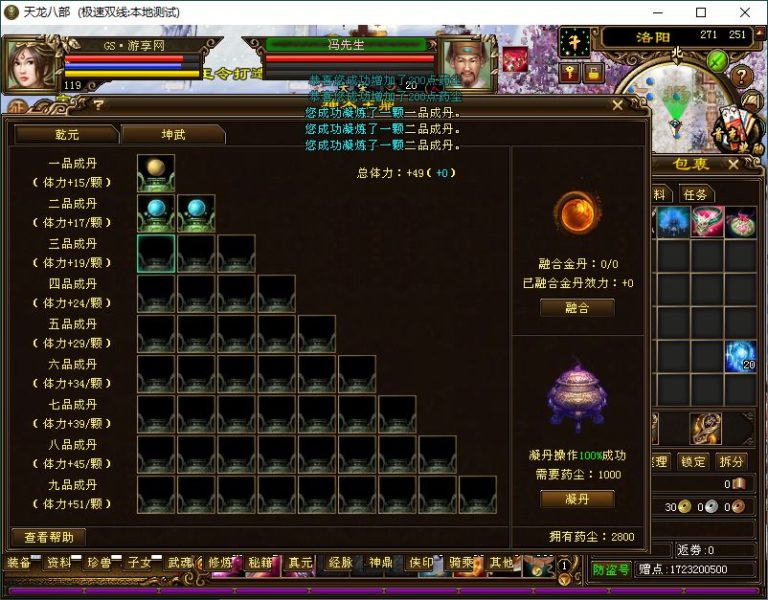 天龙八部 (极速双线:本地测试)
GS·游享网
冯先生
洛阳 271 251
北
119
20
恭喜您成功增加了200点药尘
恭喜您成功增加了200点药尘
您成功凝炼了一颗一品成丹。
您成功凝炼了一颗二品成丹。
您成功凝炼了一颗二品成丹。
?
?
包裹
乾元 坤武
料 任务
一品成丹
(体力+15/颗)
总体力：+49(+0)
二品成丹
(体力+17/颗)
三品成丹
(体力+19/颗)
融合金丹：0/0
已融合金丹效力：+0
融合
四品成丹
(体力+24/颗)
五品成丹
(体力+29/颗)
六品成丹
(体力+34/颗)
20
七品成丹
(体力+39/颗)
八品成丹
(体力+45/颗)
凝丹操作100%成功
需要药尘：1000
凝丹
九品成丹
(体力+51/颗)
整理 锁定 拆分
0
30 0 0
查看帮助
拥有药尘：2800
返券:0
装备 资料 珍兽 子女 武魂 修炼 秘籍 真元 经脉 神鼎 侠印 骑乘 其他
1
防盗号 赠点:1723200500